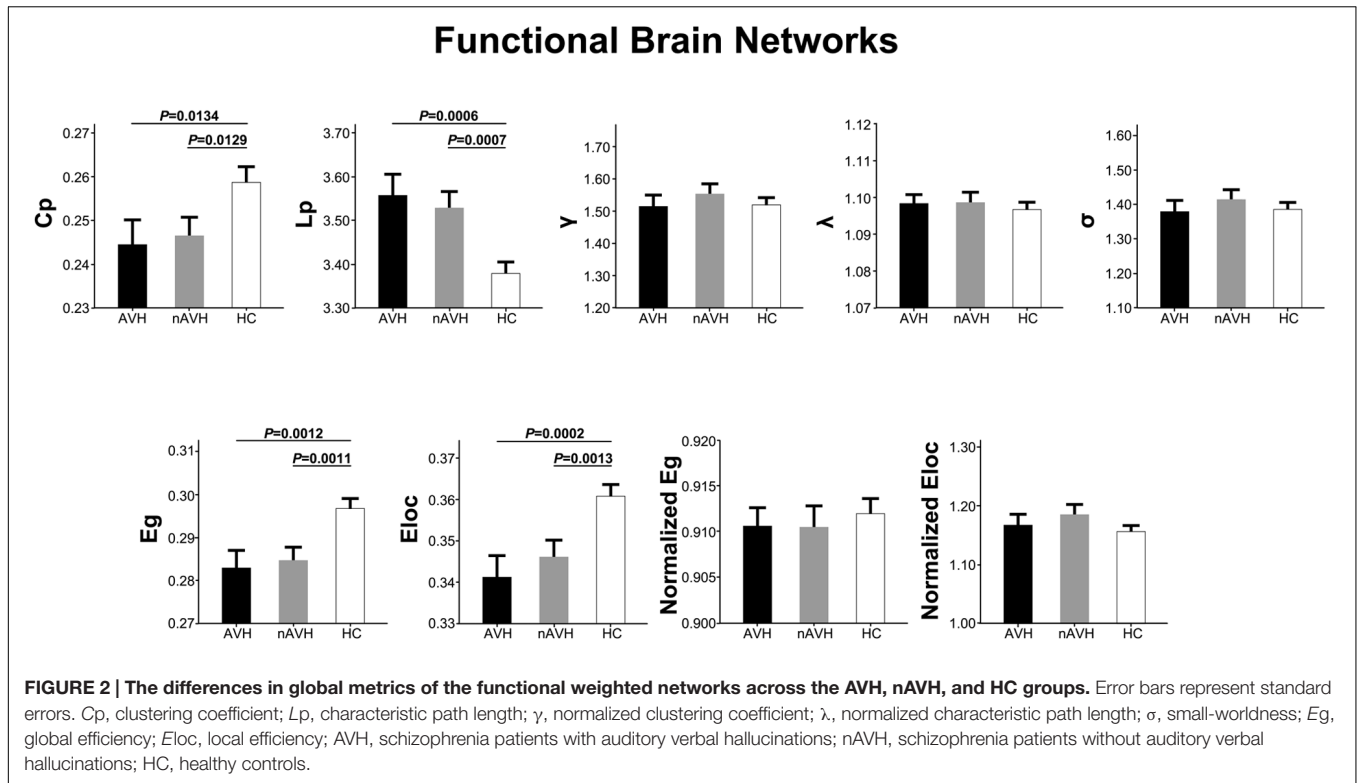 Functional Brain Networks
P=0.0134
P=0.0129
Cp
0.27
0.26
0.25
0.24
0.23
AVH nAVH HC
P=0.0006
P=0.0007
Lp
3.70
3.60
3.50
3.40
3.30
AVH nAVH HC
γ
1.70
1.60
1.50
1.30
1.20
AVH nAVH HC
λ
1.12
1.11
1.10
1.09
1.08
1.07
AVH nAVH HC
σ
1.60
1.50
1.40
1.30
1.20
1.10
AVH nAVH HC
P=0.0012
P=0.0011
Eg
0.31
0.30
0.29
0.28
0.27
AVH nAVH HC
P=0.0002
P=0.0013
Eloc
0.37
0.36
0.35
0.34
0.33
AVH nAVH HC
Normalized Eg
0.920
0.915
0.910
0.905
0.900
AVH nAVH HC
Normalized Eloc
1.30
1.20
1.10
1.00
AVH nAVH HC
FIGURE 2 | The differences in global metrics of the functional weighted networks across the AVH, nAVH, and HC groups. Error bars represent standard
errors. Cp, clustering coefficient; Lp, characteristic path length; γ, normalized clustering coefficient; λ, normalized characteristic path length; σ, small-worldness; Eg,
global efficiency; Eloc, local efficiency; AVH, schizophrenia patients with auditory verbal hallucinations; nAVH, schizophrenia patients without auditory verbal
hallucinations; HC, healthy controls.